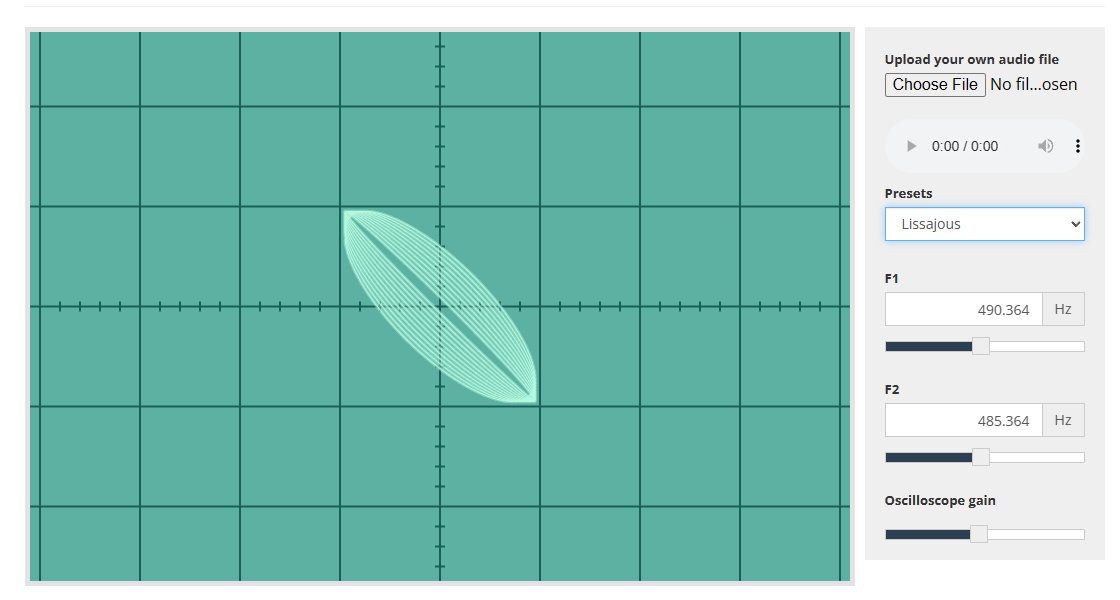 Upload your own audio file
Choose File No fil...osen
0:00 / 0:00
Presets
Lissajous
F1
490.364 Hz
F2
485.364 Hz
Oscilloscope gain